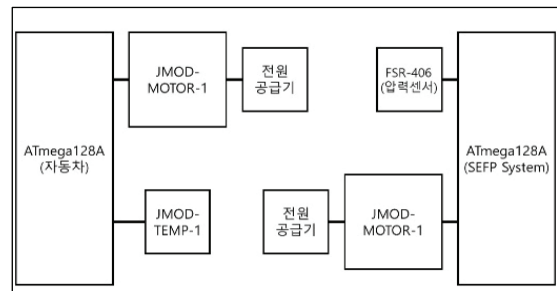 ATmega128A
(자동차)
JMOD-
MOTOR-1
전원
공급기
JMOD-
TEMP-1
FSR-406
(압력센서)
전원
공급기
JMOD-
MOTOR-1
ATmega128A
(SEFP System)